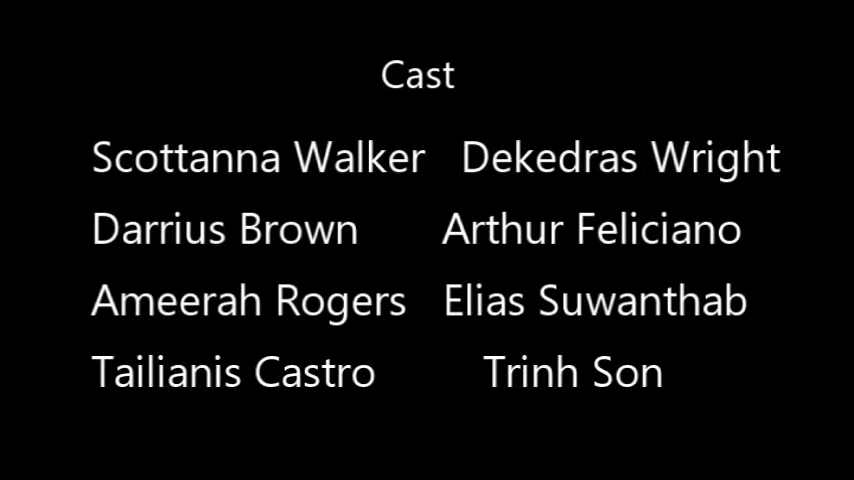 Cast
Scottanna Walker Dekedras Wright
Darrius Brown Arthur Feliciano
Ameerah Rogers Elias Suwanthab
Tailianis Castro Trinh Son